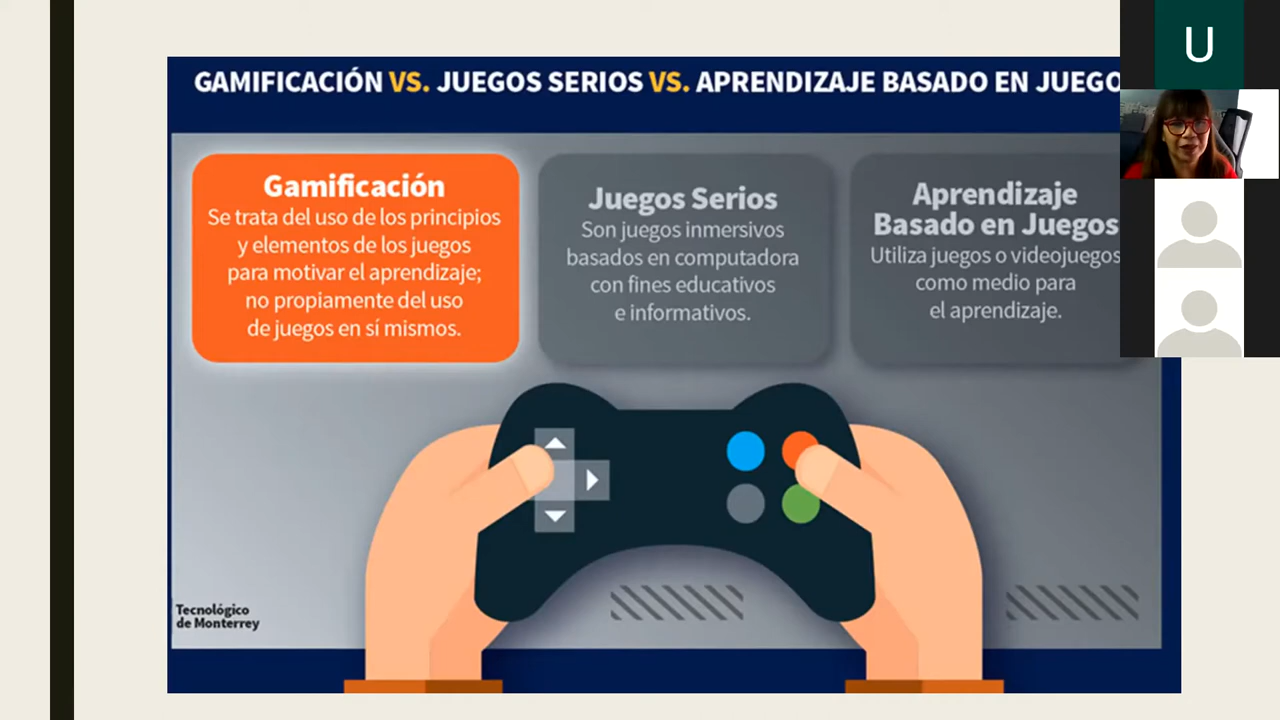 GAMIFICACIÓN VS. JUEGOS SERIOS VS. APRENDIZAJE BASADO EN JUEGO
Gamificación
Se trata del uso de los principios
y elementos de los juegos
para motivar el aprendizaje;
no propiamente del uso
de juegos en sí mismos.
Juegos Serios
Son juegos inmersivos
basados en computadora
con fines educativos
e informativos.
Aprendizaje
Basado en Juegos
Utiliza juegos o videojuegos
como medio para
el aprendizaje.
Tecnológico
de Monterrey
U